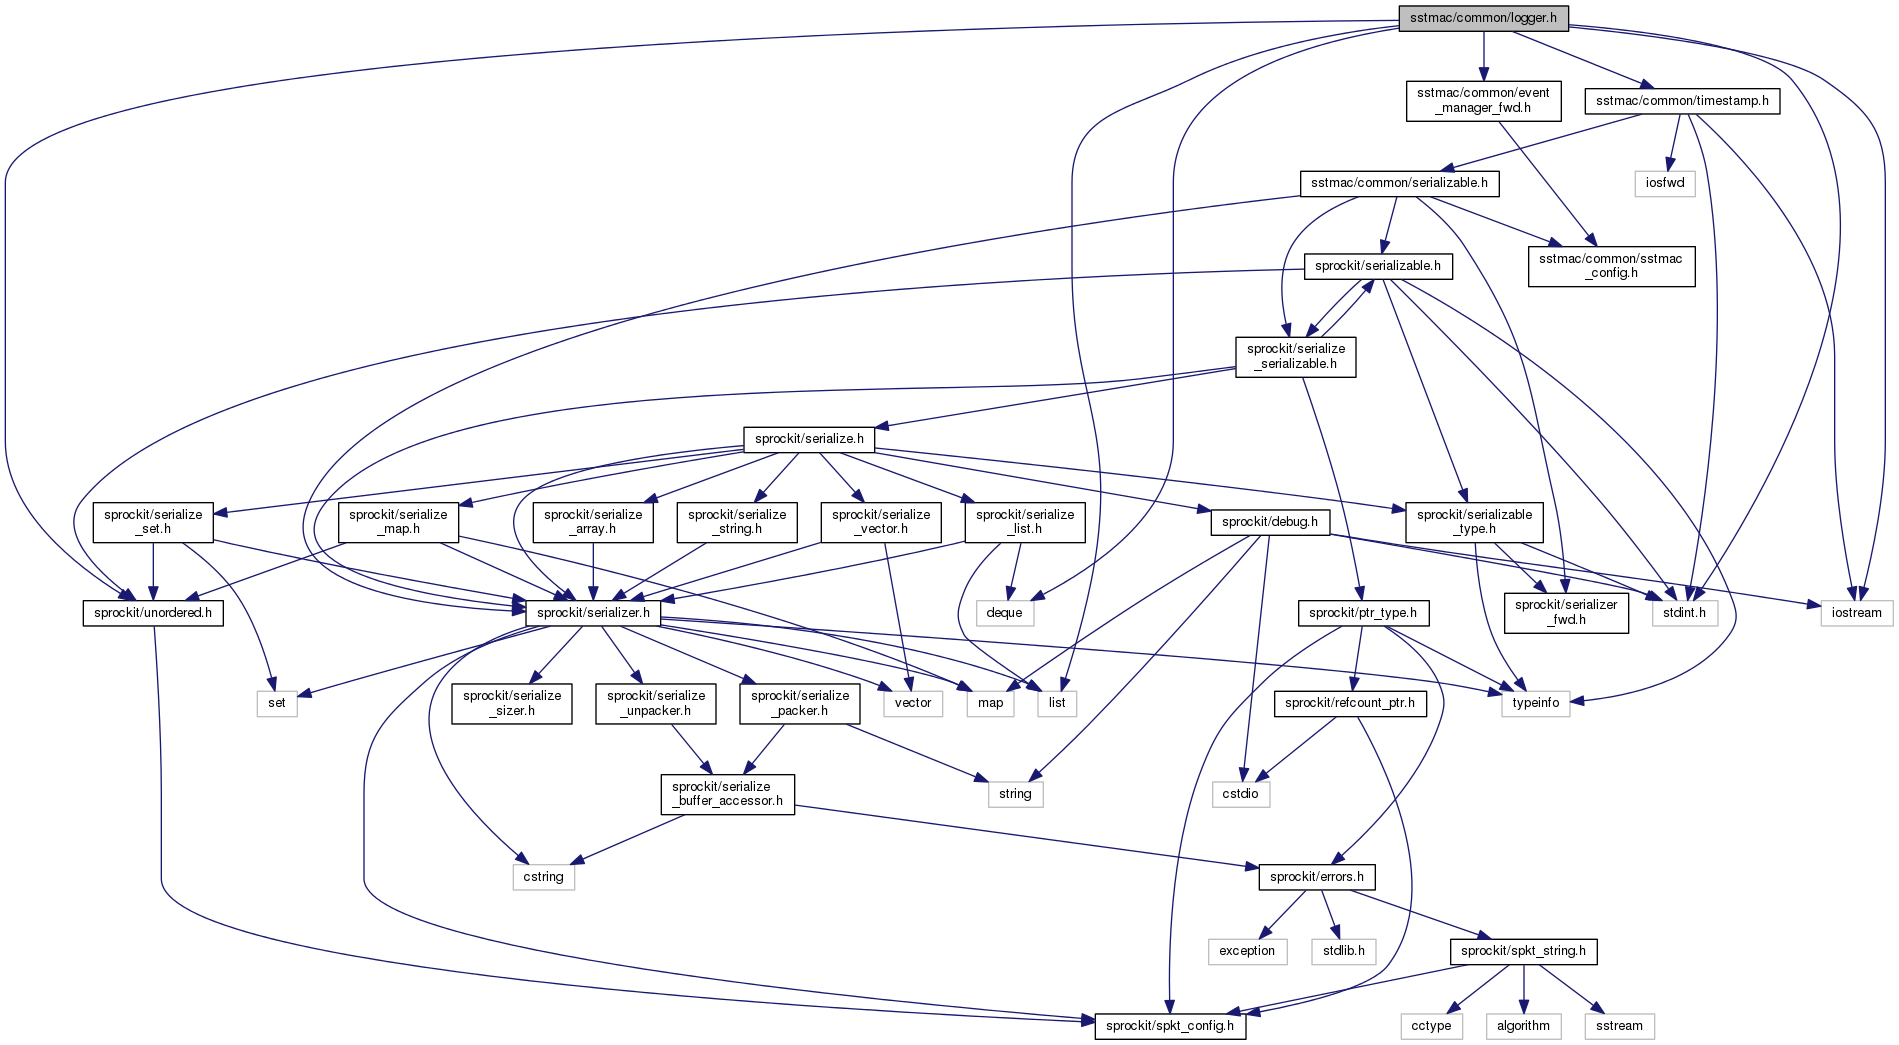 sstmac/common/logger.h
sstmac/common/event
_manager_fwd.h
sstmac/common/timestamp.h
sstmac/common/serializable.h
iosfwd
sprockit/serializable.h
sstmac/common/sstmac
_config.h
sprockit/serialize
_serializable.h
sprockit/serialize.h
sprockit/serialize
_set.h
sprockit/serialize
_map.h
sprockit/serialize
_array.h
sprockit/serialize
_string.h
sprockit/serialize
_vector.h
sprockit/serialize
_list.h
sprockit/debug.h
sprockit/serializable
_type.h
sprockit/unordered.h
sprockit/serializer.h
deque
sprockit/ptr_type.h
sprockit/serializer
_fwd.h
stdint.h
iostream
set
sprockit/serialize
_sizer.h
sprockit/serialize
_unpacker.h
sprockit/serialize
_packer.h
vector
map
list
sprockit/refcount_ptr.h
typeinfo
sprockit/serialize
_buffer_accessor.h
string
cstdio
cstring
sprockit/errors.h
exception
stdlib.h
sprockit/spkt_string.h
sprockit/spkt_config.h
cctype
algorithm
sstream